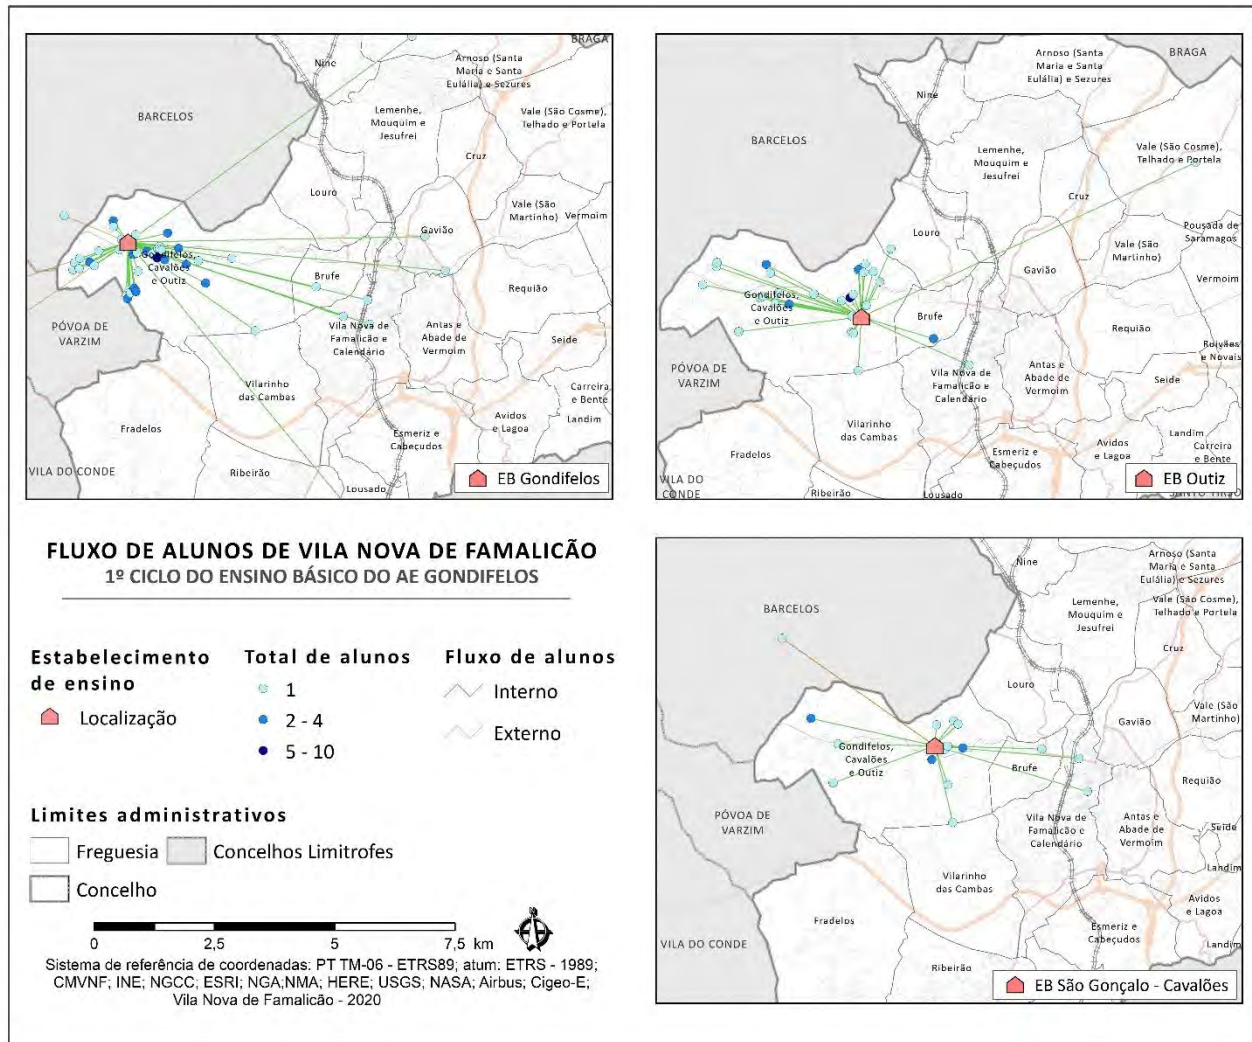 BRAGA
Nine
Arnoso (Santa
Maria e Santa
Eulália) e Sezures
BARCELOS
Lemenhe,
Mouquim e
Jesufrei
Vale (São Cosme),
Telhado e Portela
Cruz
Louro
Vale (São
Martinho)
Vermoim
Gavião
Gondifelos,
Cavalões
e Outiz
Brufe
Requião
PÓVOA DE
VARZIM
Vila Nova de
Famalicão e
Calendário
Antas e
Abade de
Vermoim
Seide
Vilarinho
das Cambas
Carreira
e Bente
Fradelos
Avidos
e Lagoa
Landim
Esmeriz e
Cabeçudos
VILA DO CONDE
Ribeirão
Lousado
EB Gondifelos
Arnoso (Santa
Maria e Santa
Eulália) e Sezures
BRAGA
Nine
BARCELOS
Lemenhe,
Mouquim e
Jesufrei
Vale (São Cosme),
Telhado e Portela
Cruz
Louro
Pousada de
Saramagos
Vale (São
Martinho)
Gavião
Vermoim
Gondifelos,
Cavalões
e Outiz
Brufe
Requião
Ruivães
e Novais
PÓVOA DE
VARZIM
Vila Nova de
Famalicão e
Calendário
Antas e
Abade de
Vermoim
Seide
Vilarinho
das Cambas
Landim
Carreira
e Bente
Avidos
e Lagoa
Fradelos
Esmeriz e
Cabeçudos
VILA DO
CONDE
Ribeirão
Lousado
SANTO TIRSO
EB Outiz
FLUXO DE ALUNOS DE VILA NOVA DE FAMALICÃO
1º CICLO DO ENSINO BÁSICO DO AE GONDIFELOS
Estabelecimento
de ensino
Localização
Total de alunos
1
2 - 4
5 - 10
Fluxo de alunos
Interno
Externo
Limites administrativos
Freguesia
Concelhos Limitrofes
Concelho
0 2,5 5 7,5 km
Sistema de referência de coordenadas: PT TM-06 - ETRS89; atum: ETRS - 1989;
CMVNF; INE; NGCC; ESRI; NGA;NMA; HERE; USGS; NASA; Airbus; Cigeo-E;
Vila Nova de Famalicão - 2020
Nine
Arnoso (Santa
Maria e Santa
Eulália) e Sezures
BARCELOS
Lemenhe,
Mouquim e
Jesufrei
Vale (São Cosme),
Telhado e Portela
Cruz
Louro
Vale (São
Martinho)
Gavião
Gondifelos,
Cavalões
e Outiz
Brufe
Requião
PÓVOA DE
VARZIM
Vila Nova de
Famalicão e
Calendário
Antas e
Abade de
Vermoim
Seide
Landim
Vilarinho
das Cambas
Avidos
e Lagoa
Fradelos
Esmeriz e
Cabeçudos
VILA DO CONDE
Landim
Ribeirão
EB São Gonçalo - Cavalões